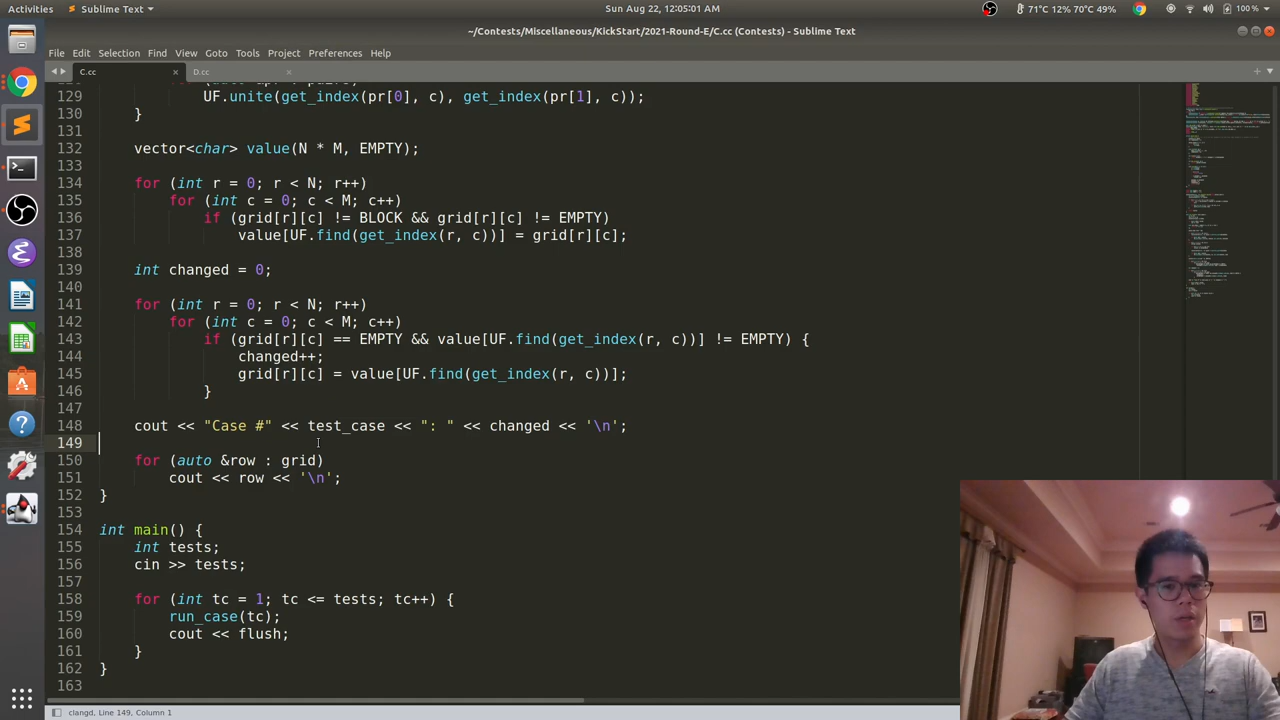 Activities
Sublime Text
Sun Aug 22, 12:05:01 AM
71°C 12% 70°C 49%
100 %
~/Contests/Miscellaneous/KickStart/2021-Round-E/C.cc (Contests) - Sublime Text
File Edit Selection Find View Goto Tools Project Preferences Help
C.cc
D.cc
129 UF.unite(get_index(pr[0], c), get_index(pr[1], c));
130 }
131
132 vector<char> value(N * M, EMPTY);
133
134 for (int r = 0; r < N; r++)
135 for (int c = 0; c < M; c++)
136 if (grid[r][c] != BLOCK && grid[r][c] != EMPTY)
137 value[UF.find(get_index(r, c))] = grid[r][c];
138
139 int changed = 0;
140
141 for (int r = 0; r < N; r++)
142 for (int c = 0; c < M; c++)
143 if (grid[r][c] == EMPTY && value[UF.find(get_index(r, c))] != EMPTY) {
144 changed++;
145 grid[r][c] = value[UF.find(get_index(r, c))];
146 }
147
148 cout << "Case #" << test_case << ": " << changed << '\n';
149
150 for (auto &row : grid)
151 cout << row << '\n';
152 }
153
154 int main() {
155 int tests;
156 cin >> tests;
157
158 for (int tc = 1; tc <= tests; tc++) {
159 run_case(tc);
160 cout << flush;
161 }
162 }
163
clangd, Line 149, Column 1